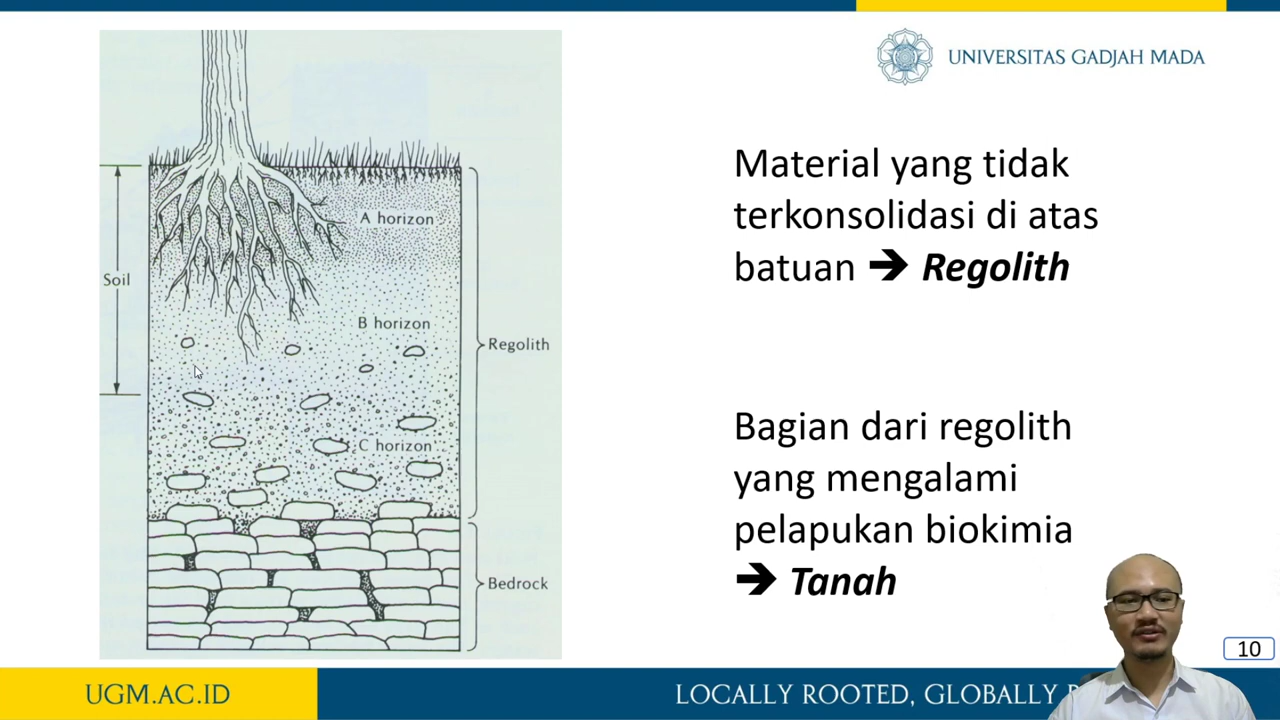 UNIVERSITAS GADJAH MADA
A horizon
Soil
B horizon
Regolith
C horizon
Bedrock
Material yang tidak
terkonsolidasi di atas
batuan ➔ Regolith
Bagian dari regolith
yang mengalami
pelapukan biokimia
➔ Tanah
10
UGM.AC.ID
LOCALLY ROOTED, GLOBALLY